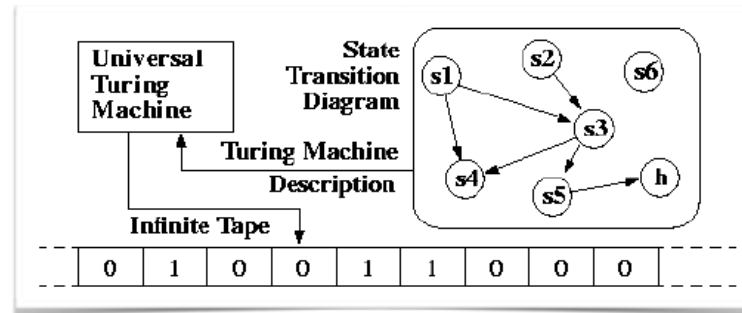 Universal
Turing
Machine
State
Transition
Diagram
s1
s2
s6
s3
s4
s5
h
Turing Machine
Description
Infinite Tape
0 1 0 0 1 1 0 0 0